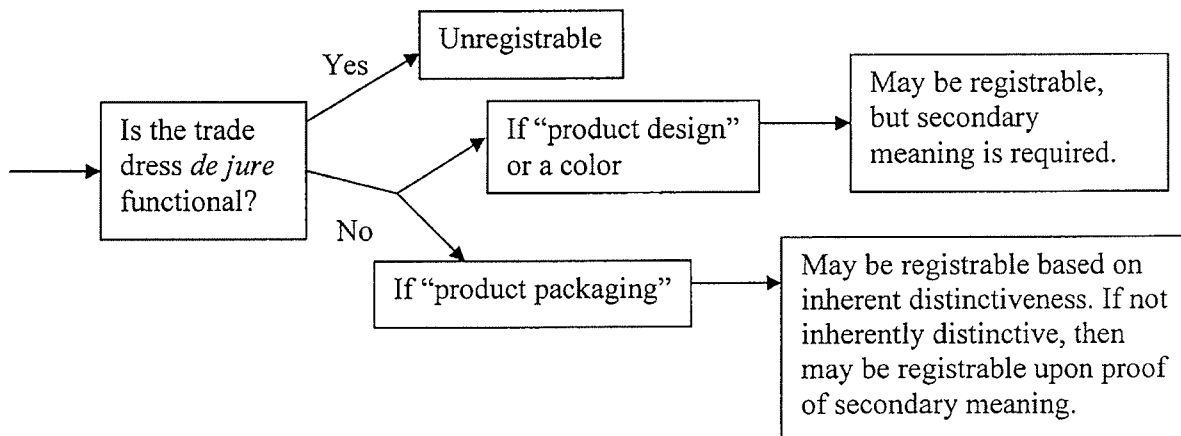 Unregistrable
Yes
Is the trade
dress de jure
functional?
If “product design”
or a color
May be registrable,
but secondary
meaning is required.
No
If “product packaging”
May be registrable based on
inherent distinctiveness. If not
inherently distinctive, then
may be registrable upon proof
of secondary meaning.